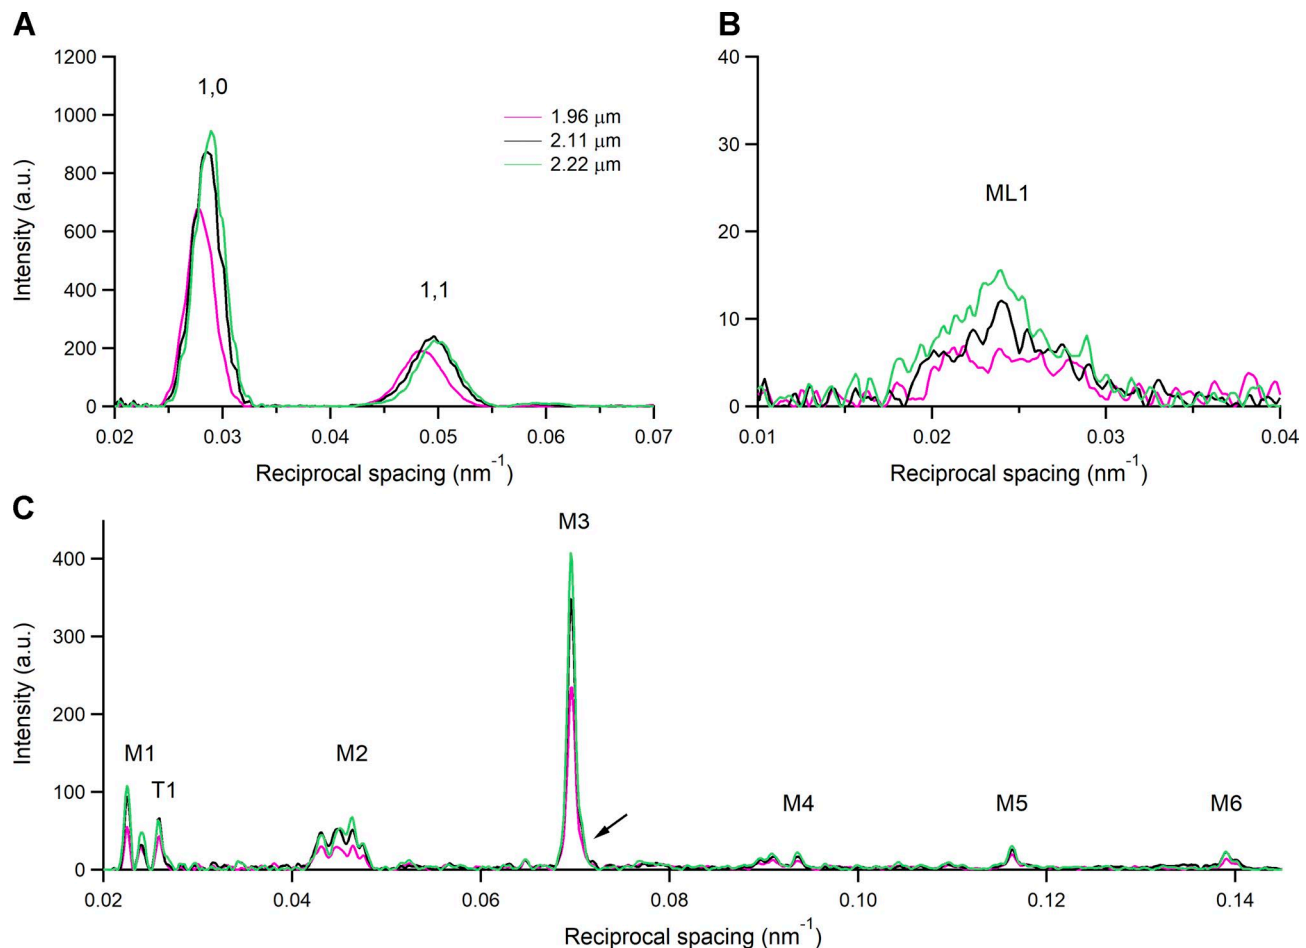 A
1200
1000
800
600
400
200
0
Intensity (a.u.)
1,0
1,1
1.96 μm
2.11 μm
2.22 μm
0.02 0.03 0.04 0.05 0.06 0.07
Reciprocal spacing (nm⁻¹)
B
40
30
20
10
0
ML1
0.01 0.02 0.03 0.04
Reciprocal spacing (nm⁻¹)
C
400
300
200
100
0
Intensity (a.u.)
M1
T1
M2
M3
M4
M5
M6
0.02 0.04 0.06 0.08 0.10 0.12 0.14
Reciprocal spacing (nm⁻¹)